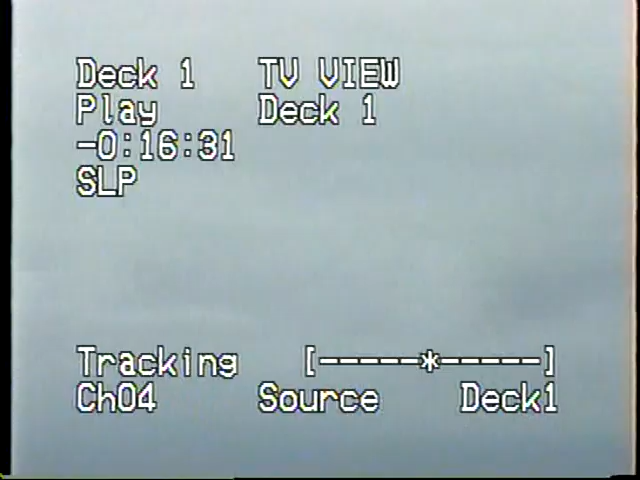 Deck 1 TV VIEW
Play Deck 1
-0:16:31
SLP
Tracking [-----*-----]
Ch04 Source Deck1